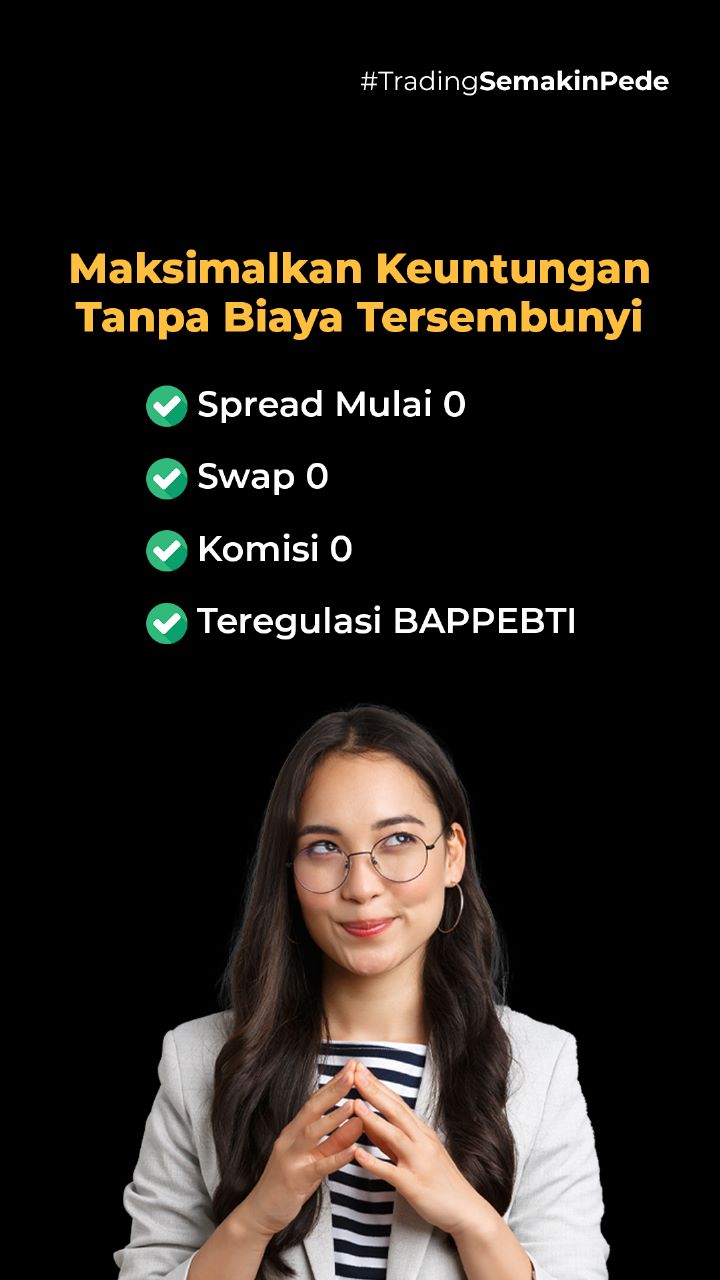 #TradingSemakinPede
Maksimalkan Keuntungan
Tanpa Biaya Tersembunyi
Spread Mulai 0
Swap 0
Komisi 0
Teregulasi BAPPEBTI